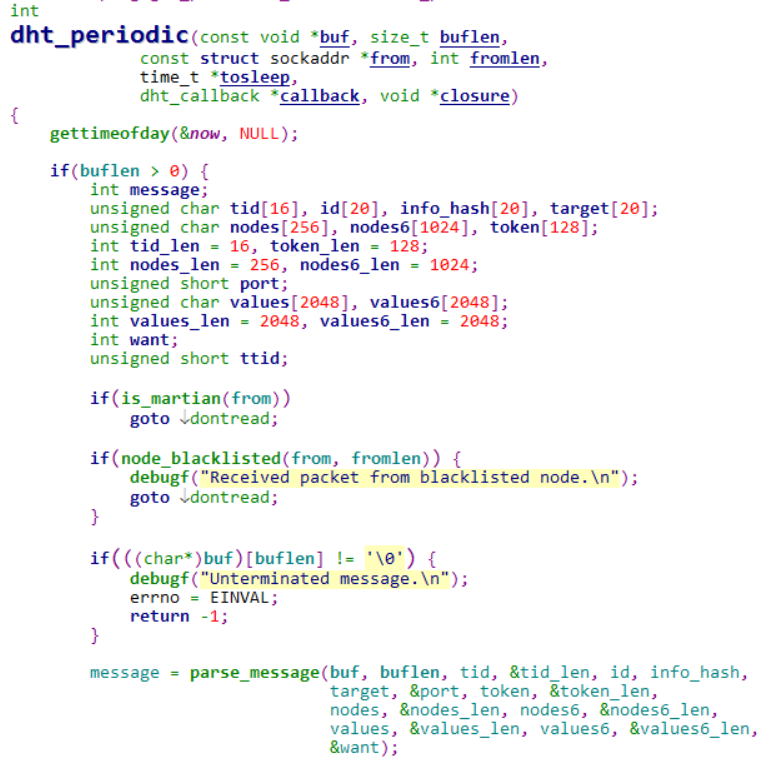 int
dht_periodic(const void *buf, size_t buflen,
             const struct sockaddr *from, int fromlen,
             time_t *tosleep,
             dht_callback *callback, void *closure)
{
    gettimeofday(&now, NULL);

    if(buflen > 0) {
        int message;
        unsigned char tid[16], id[20], info_hash[20], target[20];
        unsigned char nodes[256], nodes6[1024], token[128];
        int tid_len = 16, token_len = 128;
        int nodes_len = 256, nodes6_len = 1024;
        unsigned short port;
        unsigned char values[2048], values6[2048];
        int values_len = 2048, values6_len = 2048;
        int want;
        unsigned short ttid;

        if(is_martian(from))
            goto ↓dontread;

        if(node_blacklisted(from, fromlen)) {
            debugf("Received packet from blacklisted node.\n");
            goto ↓dontread;
        }

        if(((char*)buf)[buflen] != '\0') {
            debugf("Unterminated message.\n");
            errno = EINVAL;
            return -1;
        }

        message = parse_message(buf, buflen, tid, &tid_len, id, info_hash,
                                target, &port, token, &token_len,
                                nodes, &nodes_len, nodes6, &nodes6_len,
                                values, &values_len, values6, &values6_len,
                                &want);